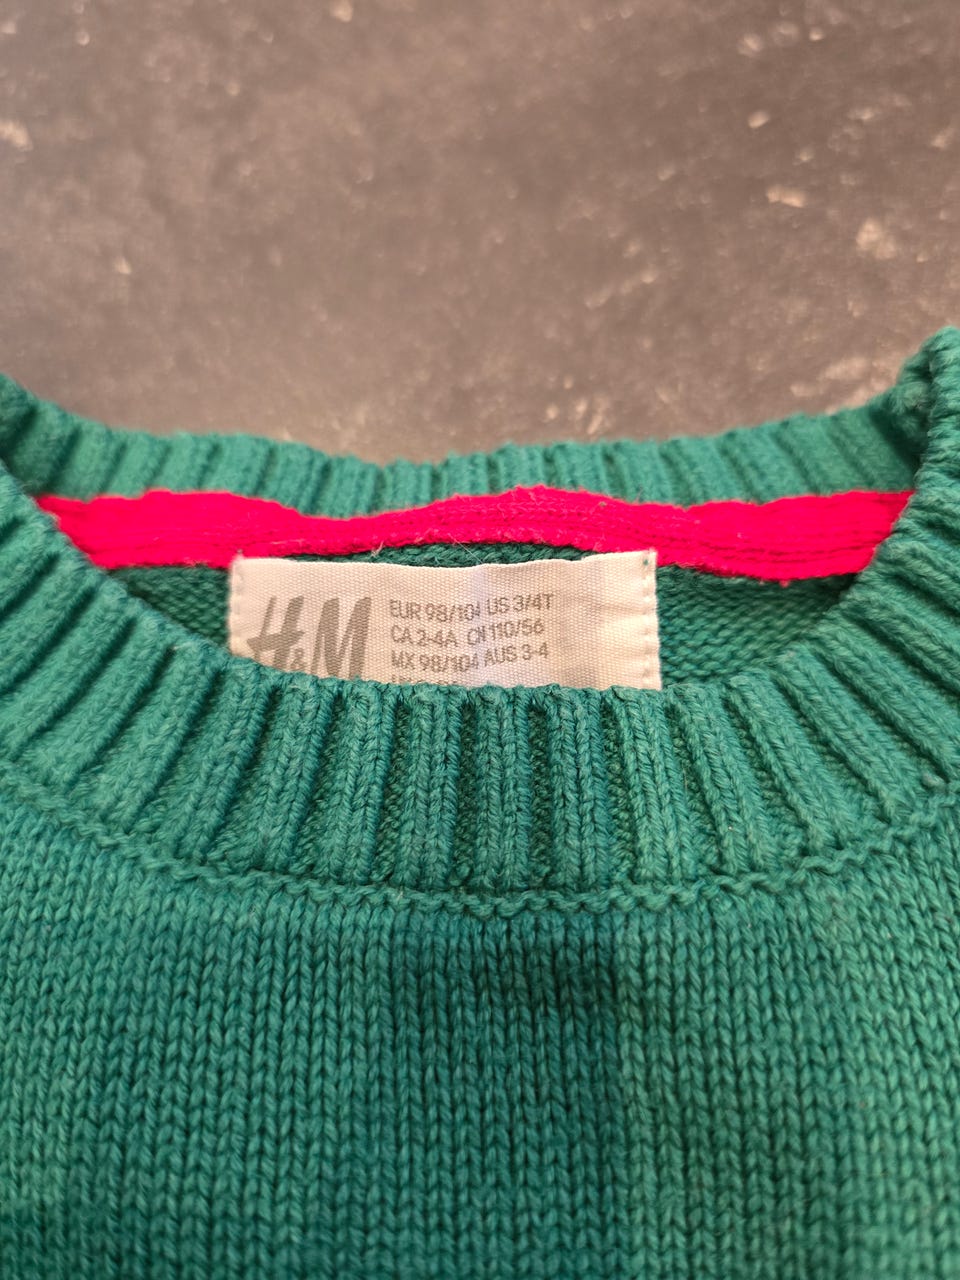 H&M
EUR 98/104 US 3/4T
CA 2-4A CN 110/56
MX 98/104 AUS 3-4